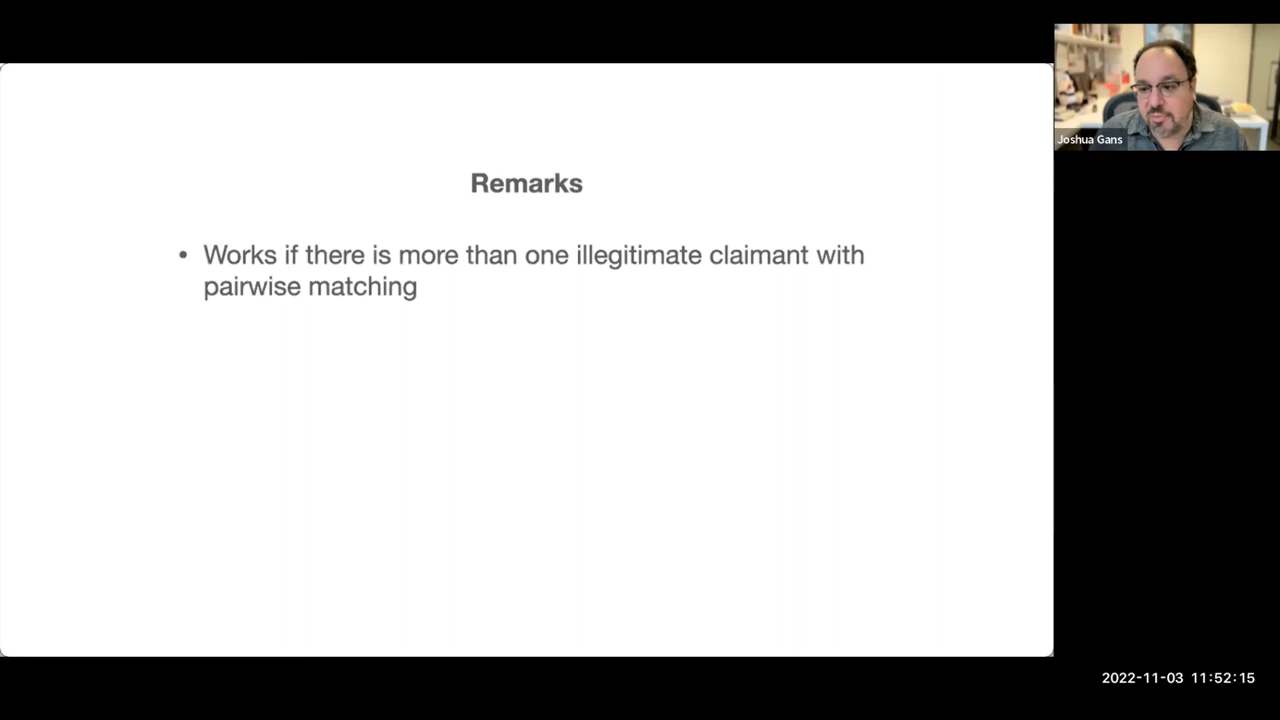 Joshua Gans
Remarks
• Works if there is more than one illegitimate claimant with
pairwise matching
2022-11-03 11:52:15